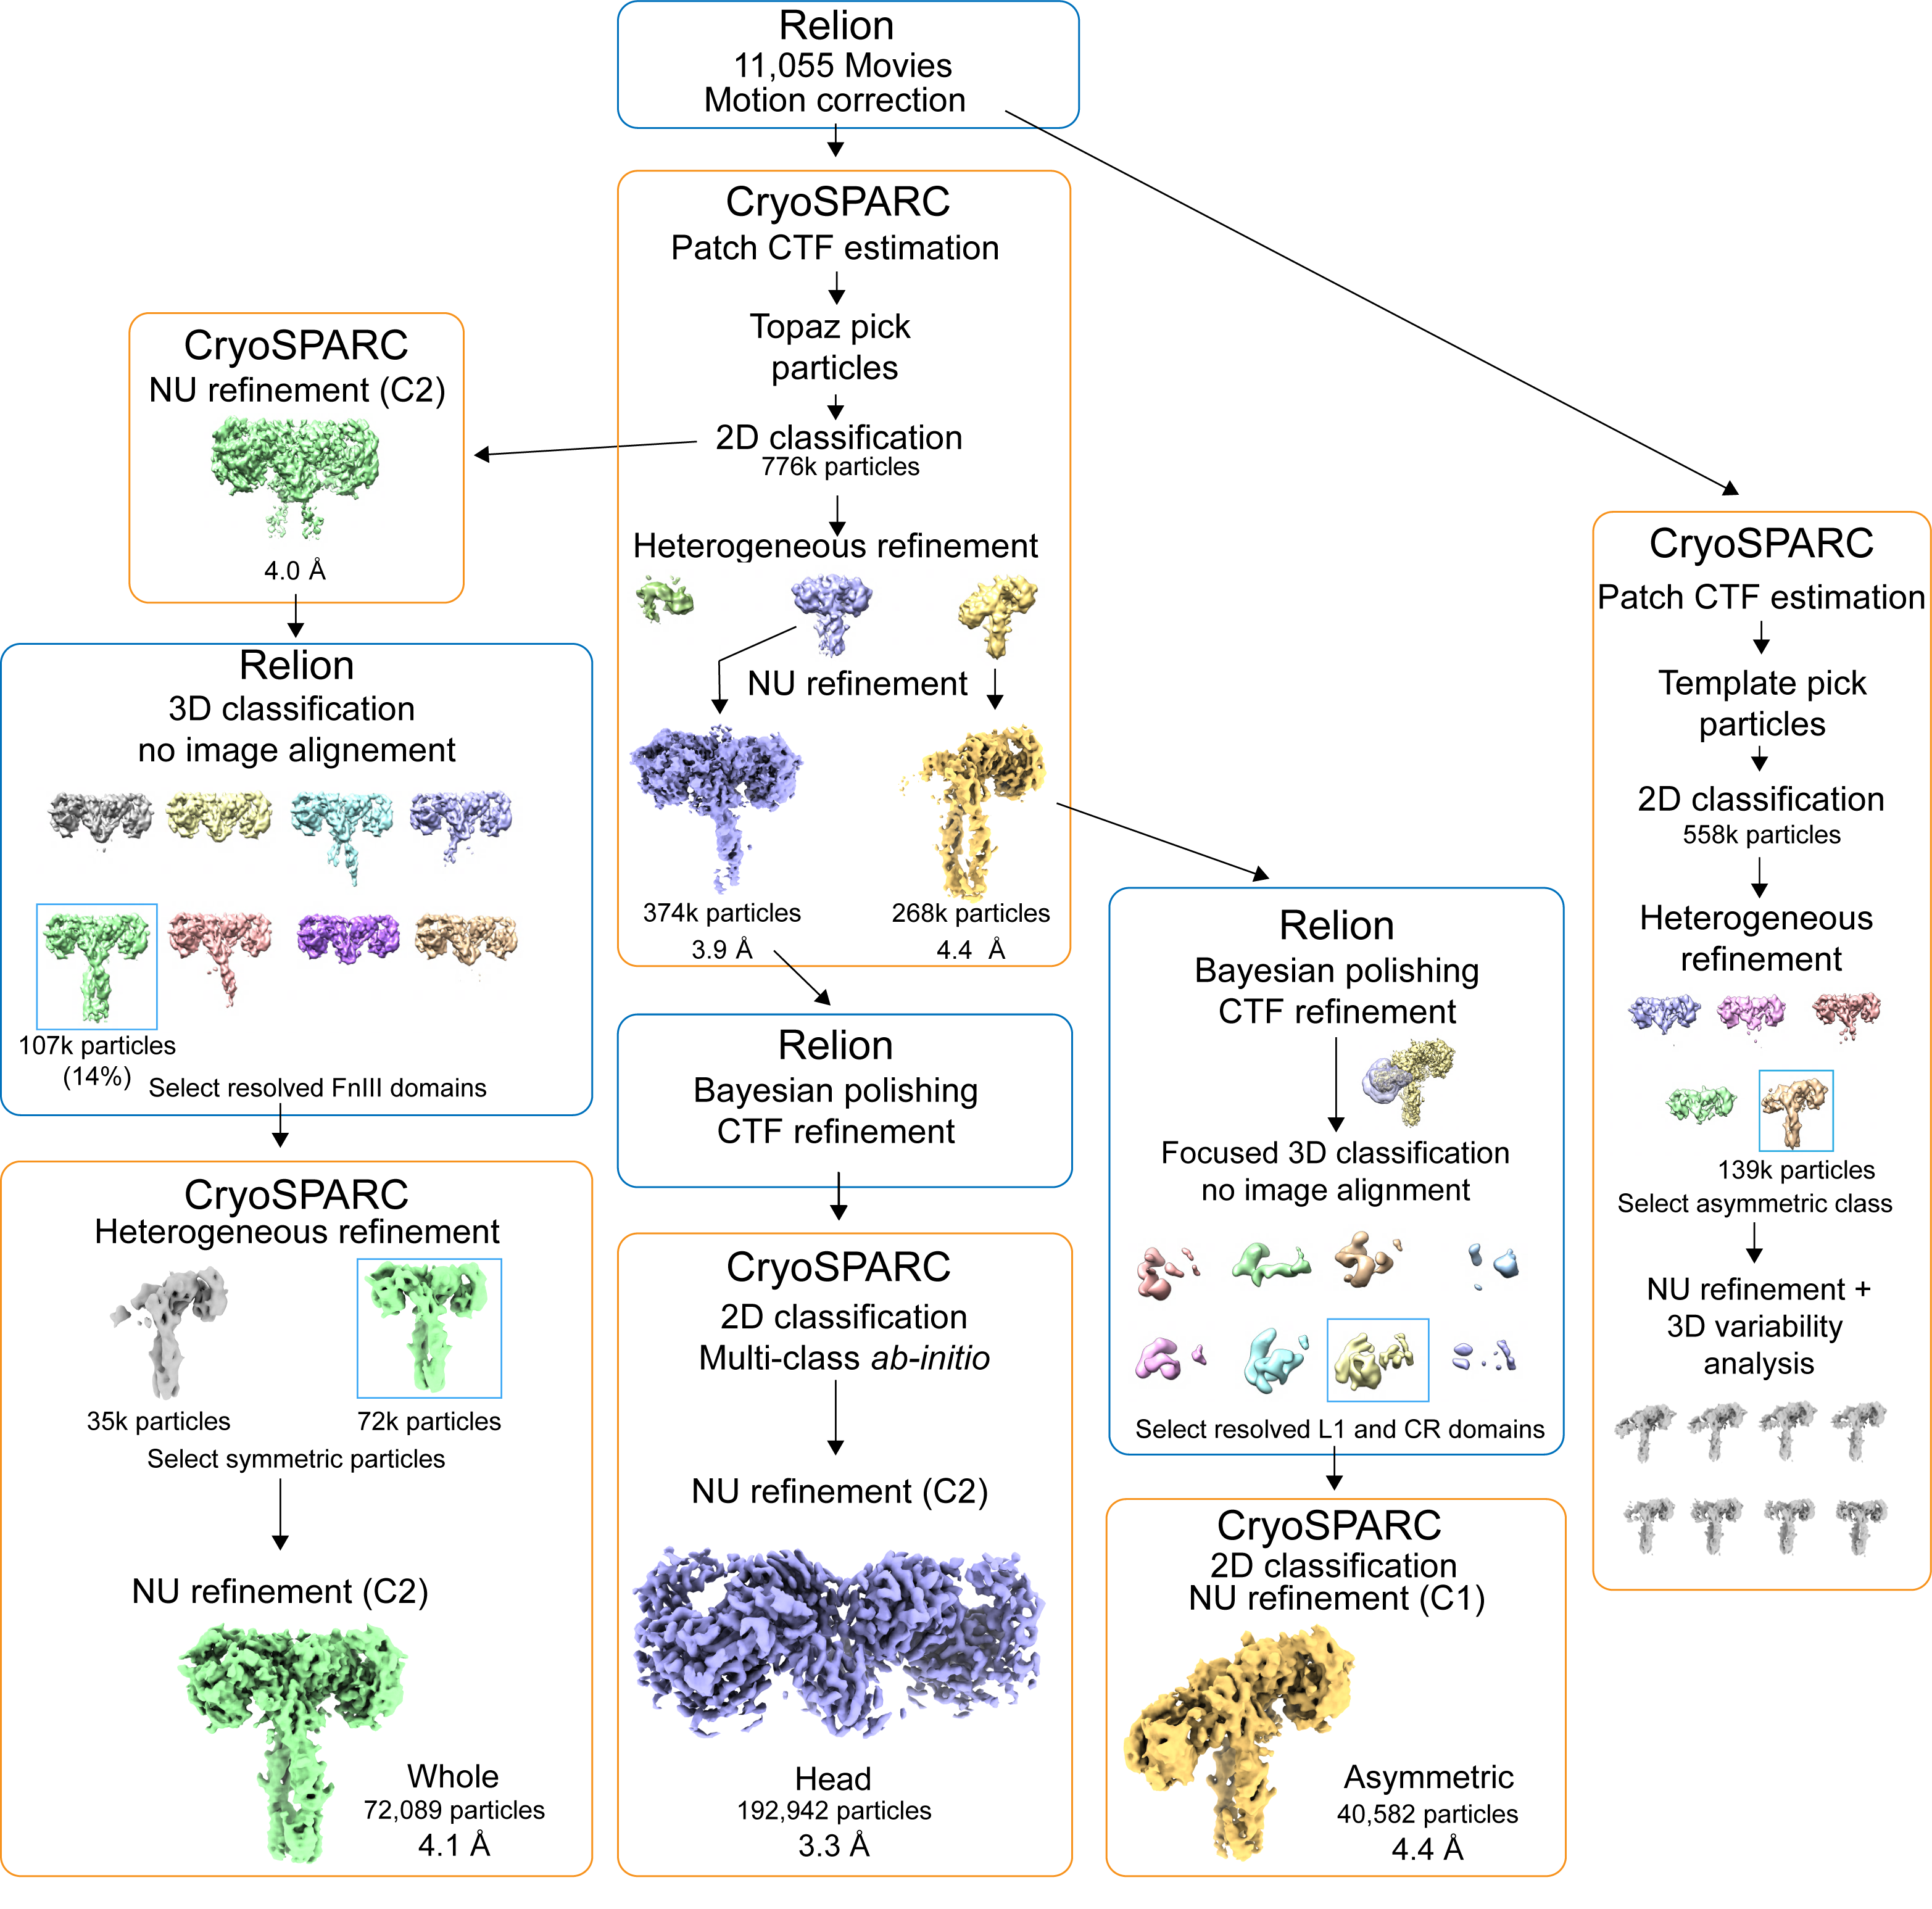 Relion
11,055 Movies
Motion correction
CryoSPARC
Patch CTF estimation
Topaz pick
particles
2D classification
776k particles
Heterogeneous refinement
NU refinement
374k particles
3.9 Å
268k particles
4.4 Å
CryoSPARC
NU refinement (C2)
4.0 Å
Relion
3D classification
no image alignement
107k particles
(14%)
Select resolved FnIII domains
CryoSPARC
Heterogeneous refinement
35k particles
72k particles
Select symmetric particles
NU refinement (C2)
Whole
72,089 particles
4.1 Å
Relion
Bayesian polishing
CTF refinement
CryoSPARC
2D classification
Multi-class ab-initio
NU refinement (C2)
Head
192,942 particles
3.3 Å
Relion
Bayesian polishing
CTF refinement
Focused 3D classification
no image alignment
Select resolved L1 and CR domains
CryoSPARC
2D classification
NU refinement (C1)
Asymmetric
40,582 particles
4.4 Å
CryoSPARC
Patch CTF estimation
Template pick
particles
2D classification
558k particles
Heterogeneous
refinement
139k particles
Select asymmetric class
NU refinement +
3D variability
analysis